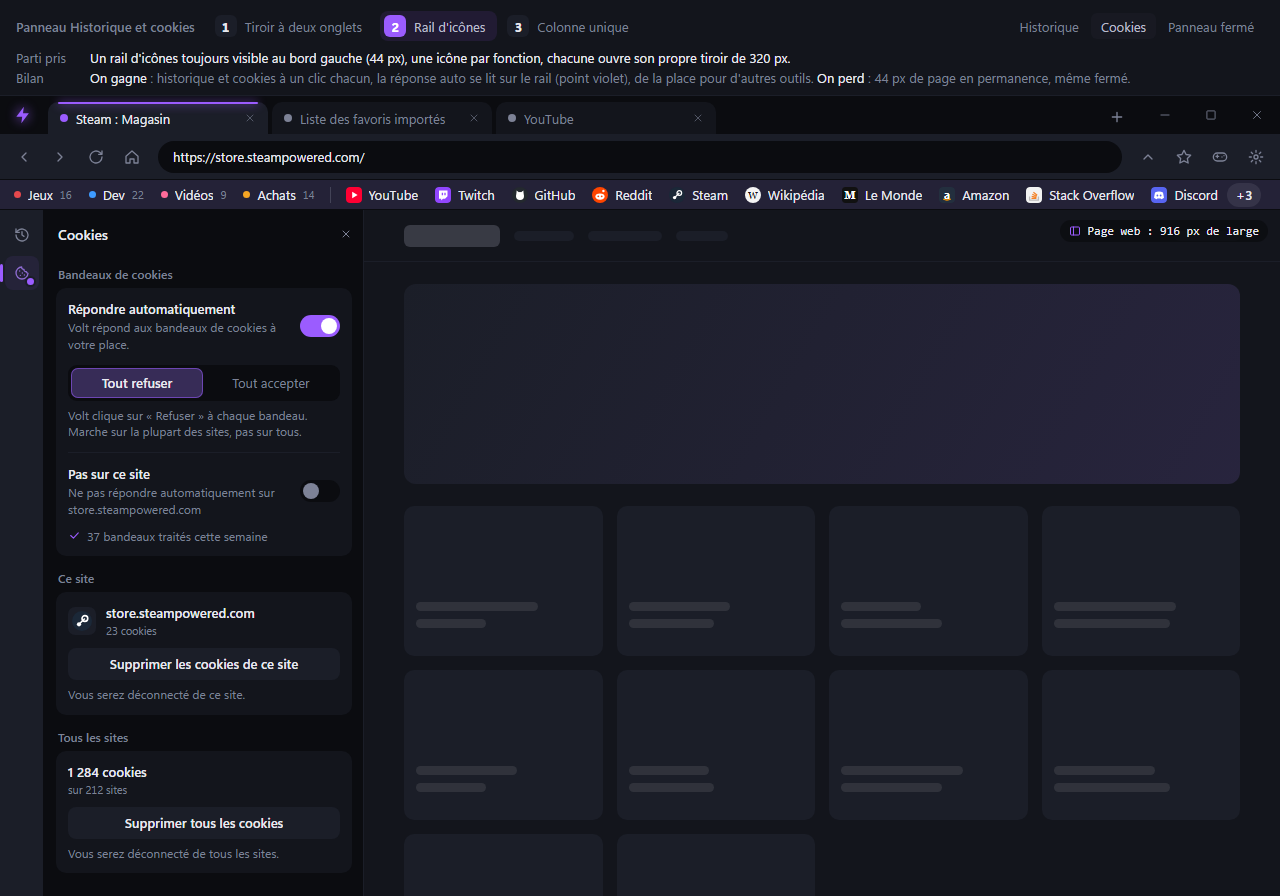 Panneau Historique et cookies 1 Tiroir à deux onglets 2 Rail d'icônes 3 Colonne unique Historique Cookies Panneau fermé
Parti pris Un rail d'icônes toujours visible au bord gauche (44 px), une icône par fonction, chacune ouvre son propre tiroir de 320 px.
Bilan On gagne : historique et cookies à un clic chacun, la réponse auto se lit sur le rail (point violet), de la place pour d'autres outils. On perd : 44 px de page en permanence, même fermé.
Steam : Magasin Liste des favoris importés YouTube
https://store.steampowered.com/
Jeux 16 Dev 22 Vidéos 9 Achats 14 YouTube Twitch GitHub Reddit Steam W Wikipédia M Le Monde a Amazon Stack Overflow Discord +3
Cookies
Page web : 916 px de large
Bandeaux de cookies
Répondre automatiquement
Volt répond aux bandeaux de cookies à
votre place.
Tout refuser Tout accepter
Volt clique sur « Refuser » à chaque bandeau.
Marche sur la plupart des sites, pas sur tous.
Pas sur ce site
Ne pas répondre automatiquement sur
store.steampowered.com
37 bandeaux traités cette semaine
Ce site
store.steampowered.com
23 cookies
Supprimer les cookies de ce site
Vous serez déconnecté de ce site.
Tous les sites
1 284 cookies
sur 212 sites
Supprimer tous les cookies
Vous serez déconnecté de tous les sites.